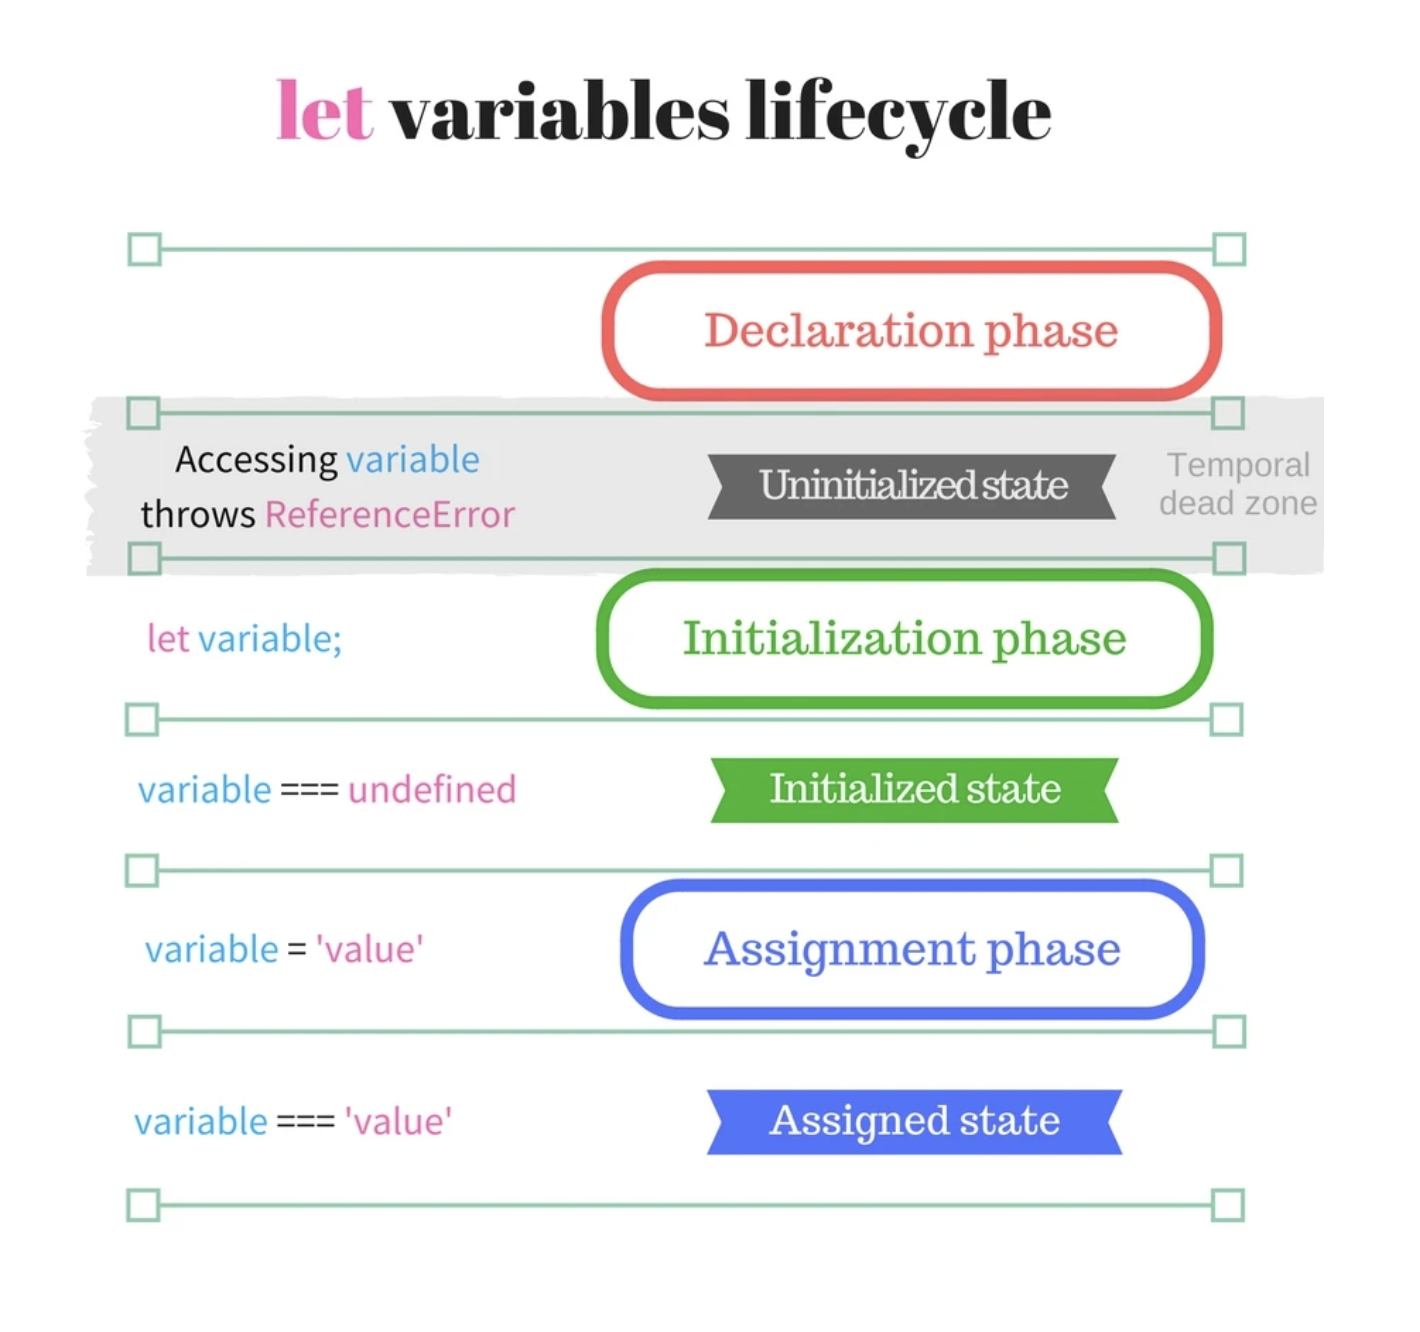 let variables lifecycle
Declaration phase
Accessing variable
throws ReferenceError
Uninitialized state
Temporal
dead zone
let variable;
Initialization phase
variable === undefined
Initialized state
variable = 'value'
Assignment phase
variable === 'value'
Assigned state